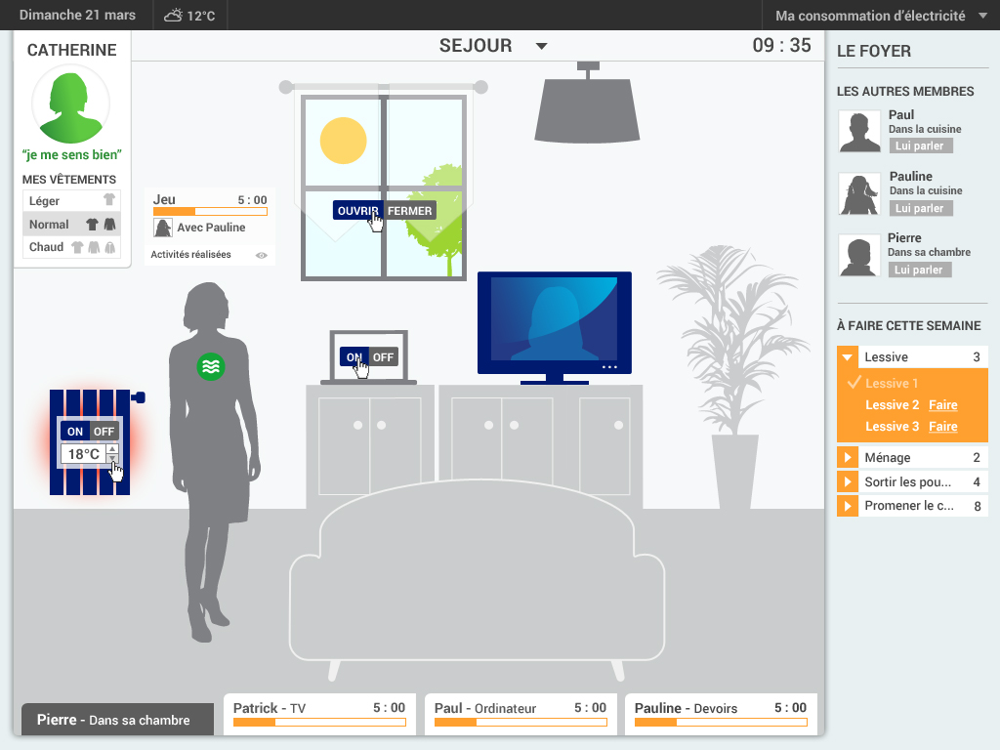 Dimanche 21 mars
12°C
Ma consommation d'électricité
CATHERINE
“je me sens bien”
MES VÊTEMENTS
Léger
Normal
Chaud
SEJOUR
09 : 35
Jeu 5 : 00
Avec Pauline
Activités réalisées
OUVRIR FERMER
ON OFF
ON OFF
18°C
Pierre - Dans sa chambre
Patrick - TV 5 : 00
Paul - Ordinateur 5 : 00
Pauline - Devoirs 5 : 00
LE FOYER
LES AUTRES MEMBRES
Paul
Dans la cuisine
Lui parler
Pauline
Dans la cuisine
Lui parler
Pierre
Dans sa chambre
Lui parler
À FAIRE CETTE SEMAINE
Lessive 3
Lessive 1
Lessive 2 Faire
Lessive 3 Faire
Ménage 2
Sortir les pou... 4
Promener le c... 8